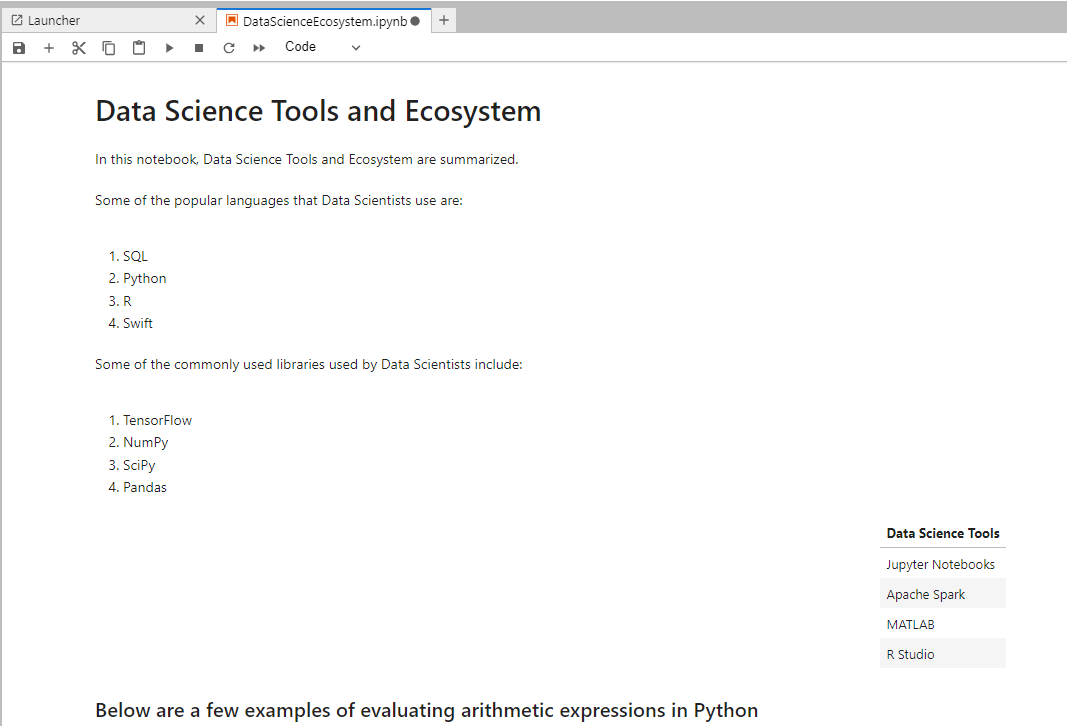 Launcher
DataScienceEcosystem.ipynb
Code
Data Science Tools and Ecosystem
In this notebook, Data Science Tools and Ecosystem are summarized.
Some of the popular languages that Data Scientists use are:
1. SQL
2. Python
3. R
4. Swift
Some of the commonly used libraries used by Data Scientists include:
1. TensorFlow
2. NumPy
3. SciPy
4. Pandas
Data Science Tools
Jupyter Notebooks
Apache Spark
MATLAB
R Studio
Below are a few examples of evaluating arithmetic expressions in Python